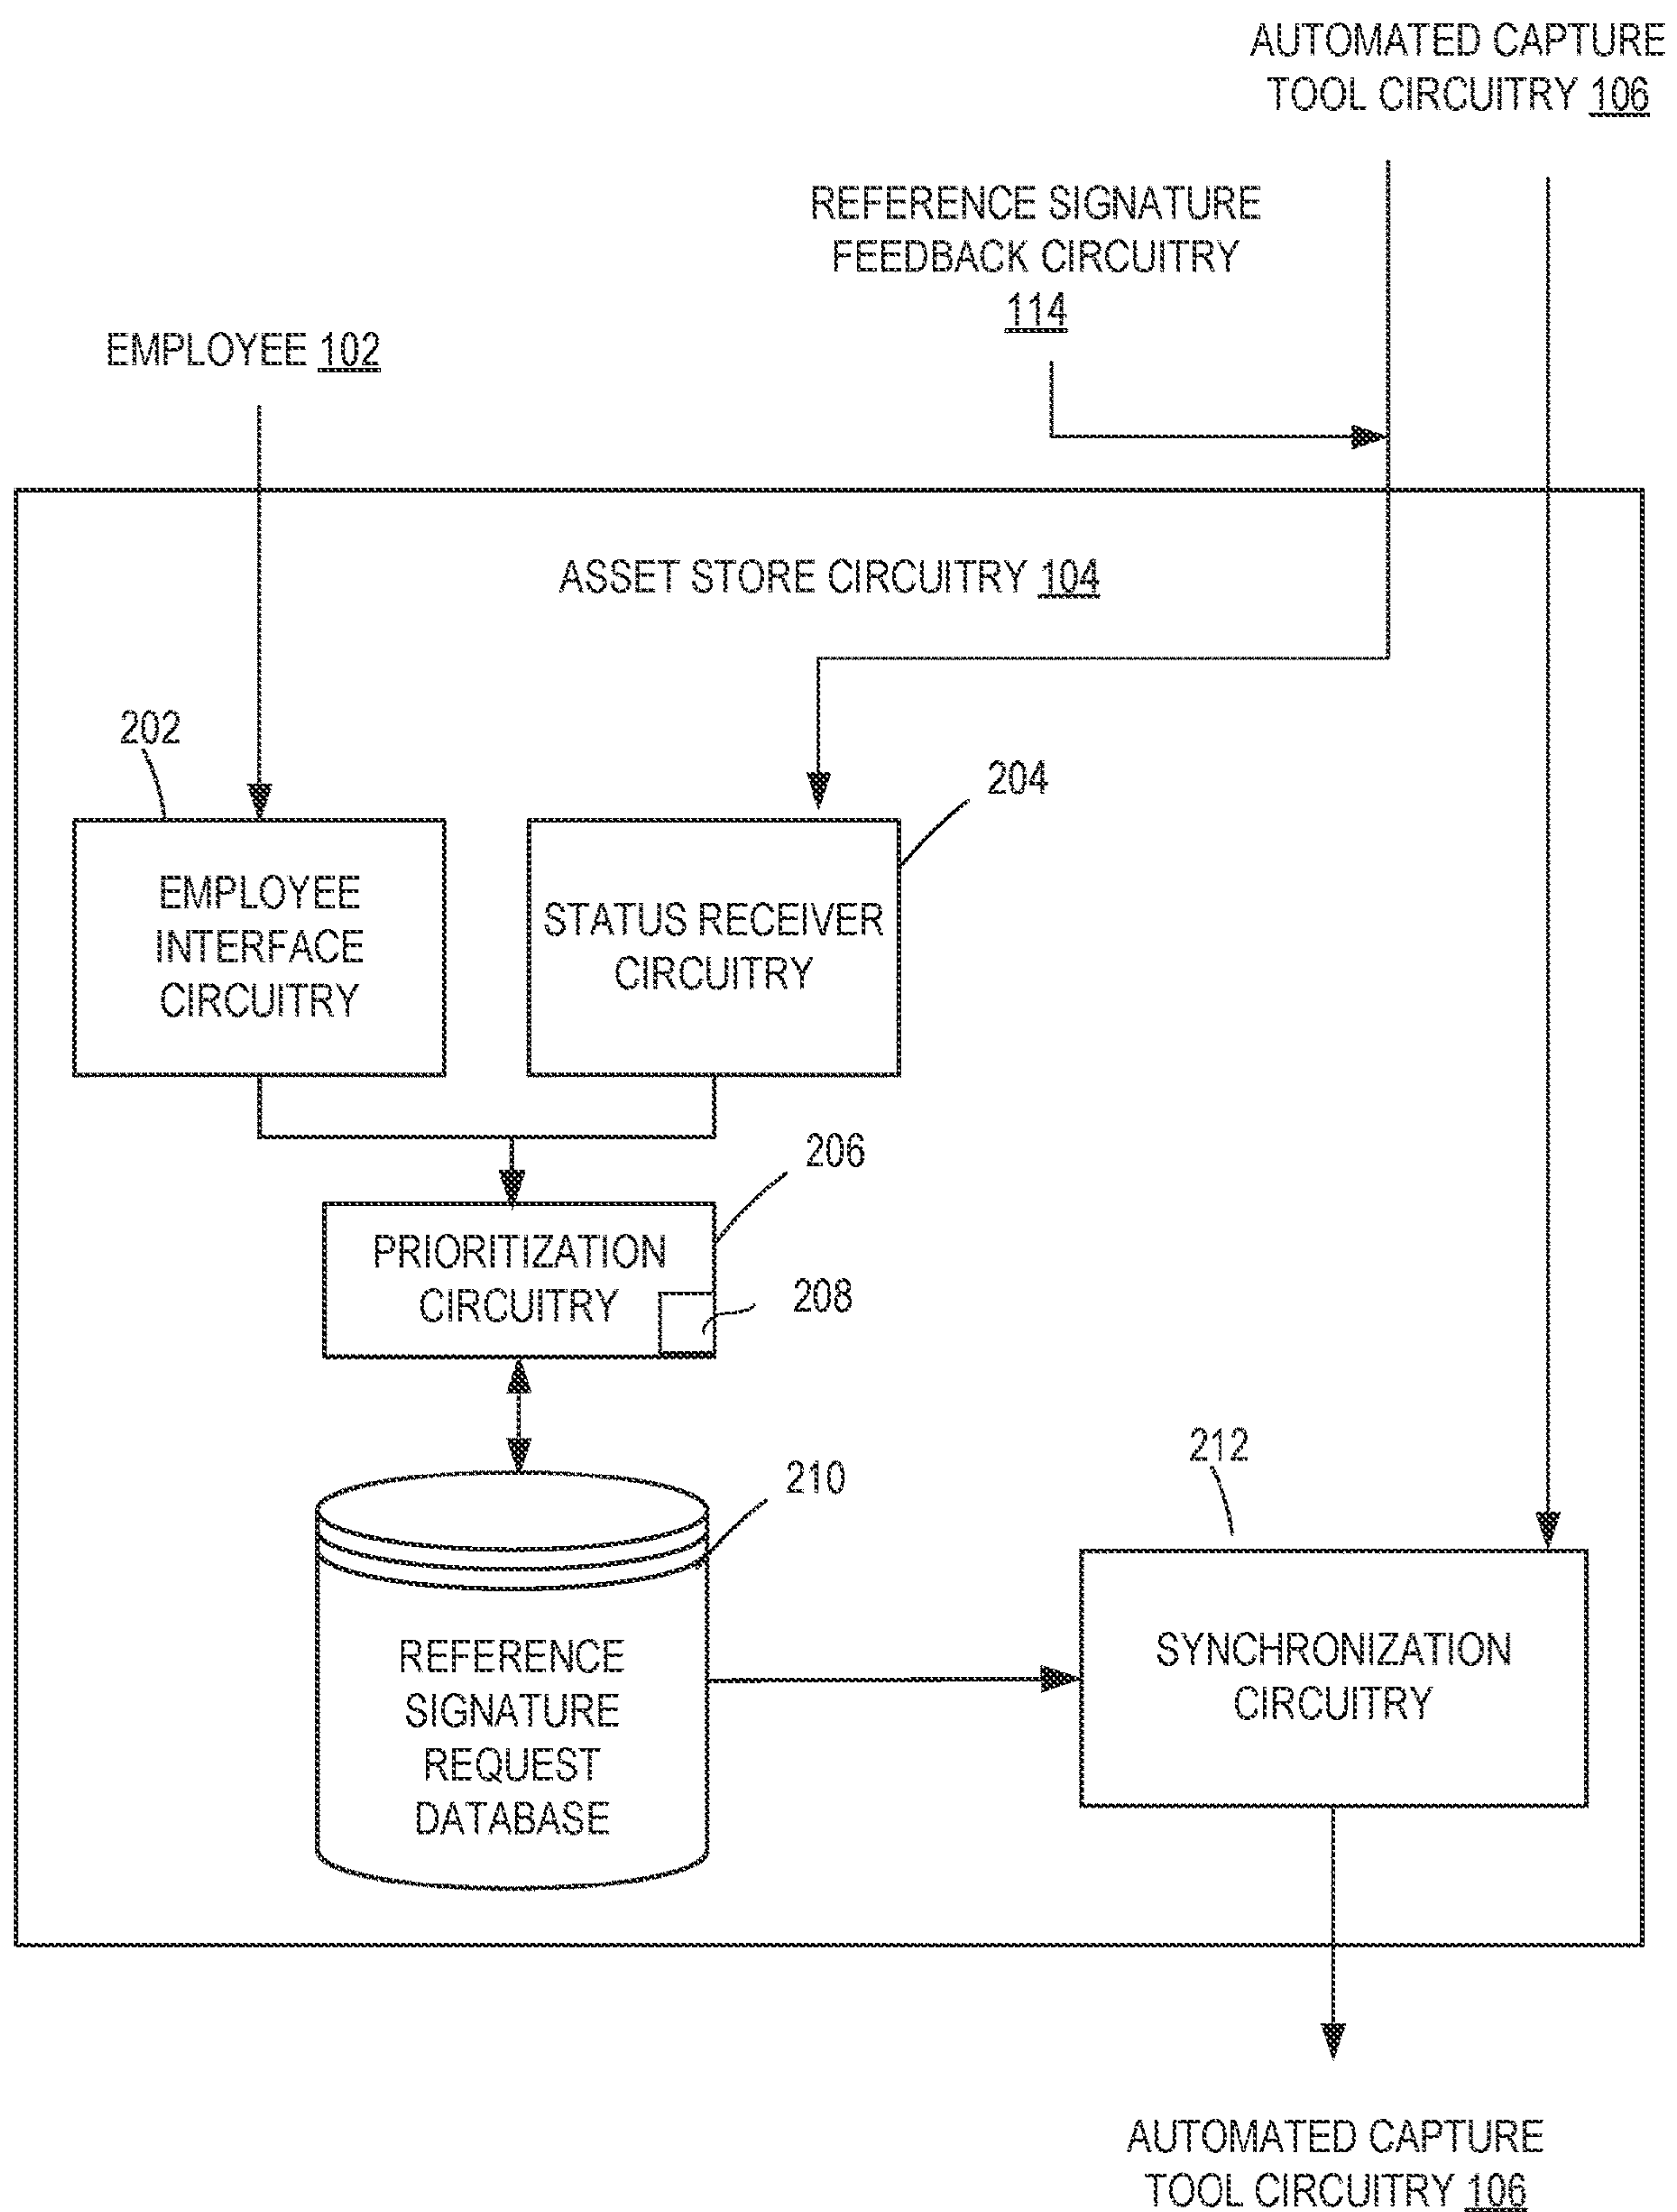 AUTOMATED CAPTURE
TOOL CIRCUITRY 106
REFERENCE SIGNATURE
FEEDBACK CIRCUITRY
114
EMPLOYEE 102
ASSET STORE CIRCUITRY 104
202
204
EMPLOYEE
INTERFACE
CIRCUITRY
STATUS RECEIVER
CIRCUITRY
206
PRIORITIZATION
CIRCUITRY
208
210
212
REFERENCE
SIGNATURE
REQUEST
DATABASE
SYNCHRONIZATION
CIRCUITRY
AUTOMATED CAPTURE
TOOL CIRCUITRY 106